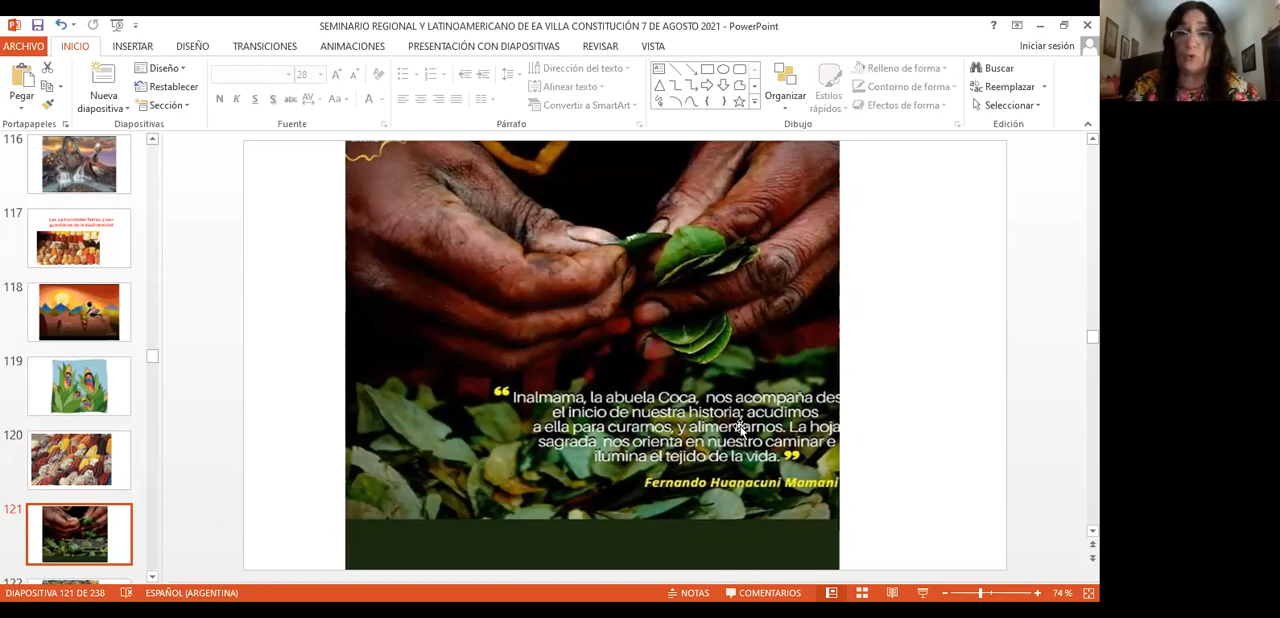 SEMINARIO REGIONAL Y LATINOAMERICANO DE EA VILLA CONSTITUCIÓN 7 DE AGOSTO 2021 - PowerPoint
ARCHIVO INICIO INSERTAR DISEÑO TRANSICIONES ANIMACIONES PRESENTACIÓN CON DIAPOSITIVAS REVISAR VISTA Iniciar sesión
Pegar
Nueva diapositiva
Diseño
Restablecer
Sección
28
N K S S abc AV Aa A
Dirección del texto
Alinear texto
Convertir a SmartArt
Organizar
Estilos rápidos
Relleno de forma
Contorno de forma
Efectos de forma
Buscar
Reemplazar
Seleccionar
Portapapeles Diapositivas Fuente Párrafo Dibujo Edición
116
117
118
119
120
121
122
“ Inalmama, la abuela Coca, nos acompaña des
el inicio de nuestra historia; acudimos
a ella para curarnos, y alimentarnos. La hoja
sagrada nos orienta en nuestro caminar e
ilumina el tejido de la vida. ”
Fernando Huanacuni Mamani
DIAPOSITIVA 121 DE 238 ESPAÑOL (ARGENTINA) NOTAS COMENTARIOS 74 %